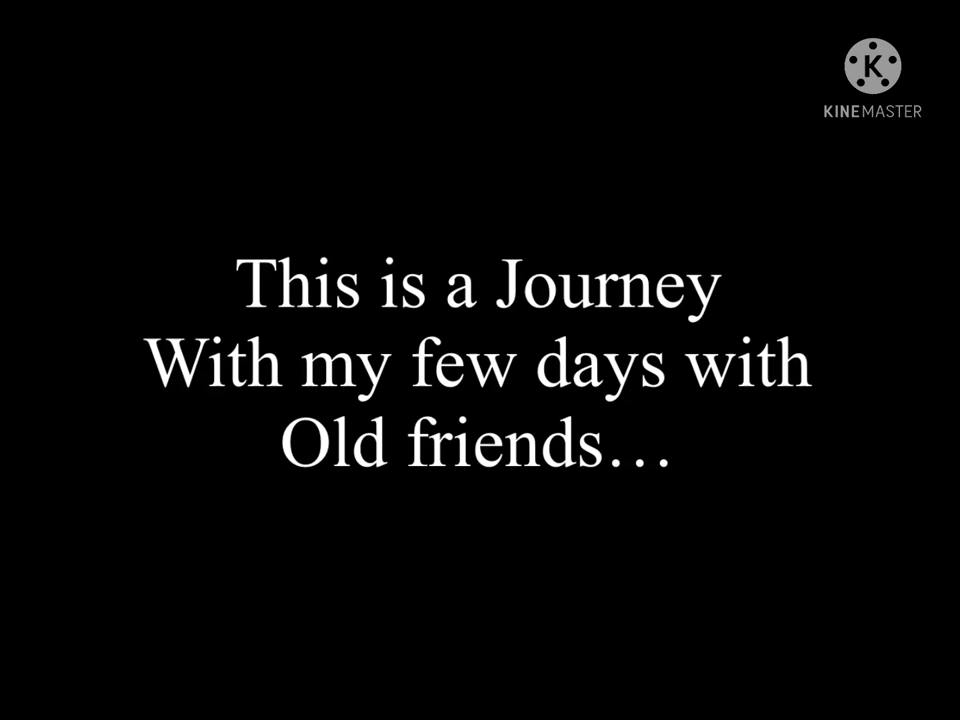 K
KINEMASTER
This is a Journey
With my few days with
Old friends…